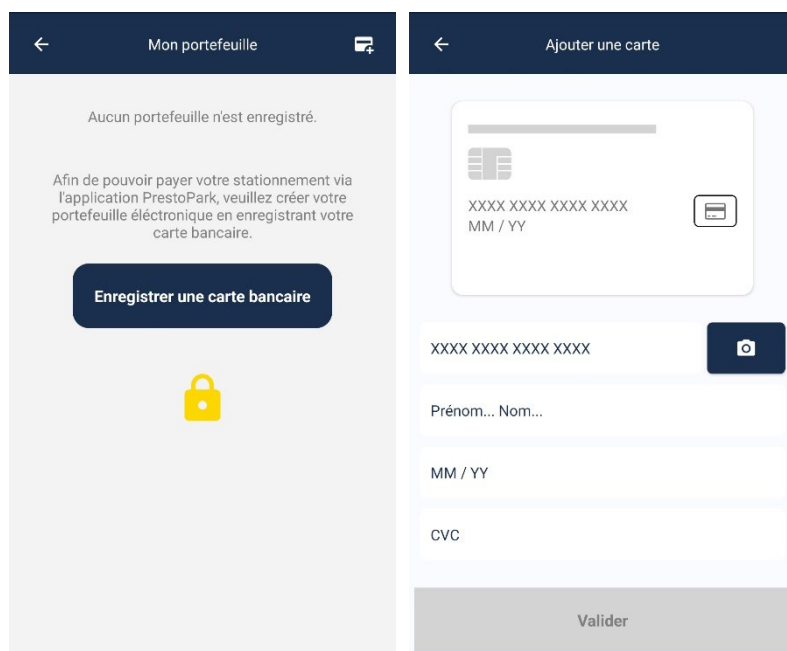 Mon portefeuille
Aucun portefeuille n'est enregistré.
Afin de pouvoir payer votre stationnement via
l'application PrestoPark, veuillez créer votre
portefeuille éléctronique en enregistrant votre
carte bancaire.
Enregistrer une carte bancaire
Ajouter une carte
XXXX XXXX XXXX XXXX
MM / YY
XXXX XXXX XXXX XXXX
Prénom... Nom...
MM / YY
CVC
Valider